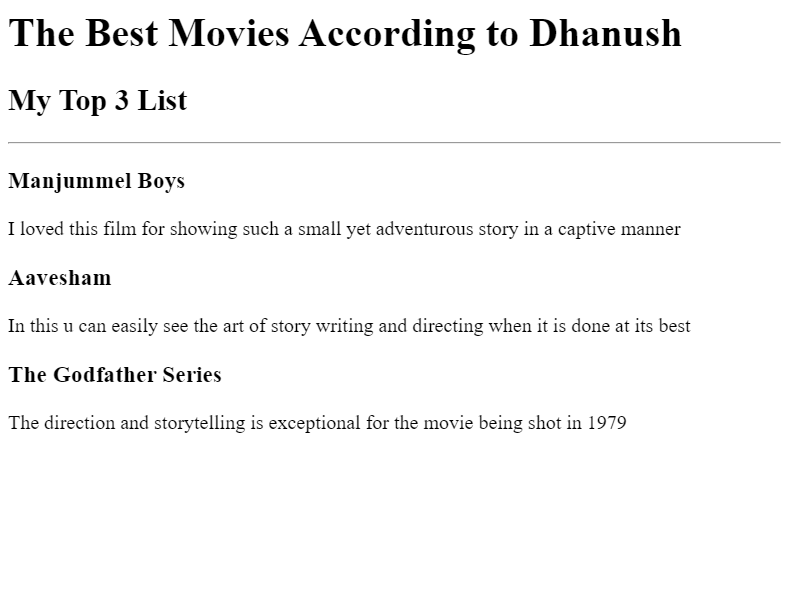 The Best Movies According to Dhanush
My Top 3 List
Manjummel Boys
I loved this film for showing such a small yet adventurous story in a captive manner
Aavesham
In this u can easily see the art of story writing and directing when it is done at its best
The Godfather Series
The direction and storytelling is exceptional for the movie being shot in 1979